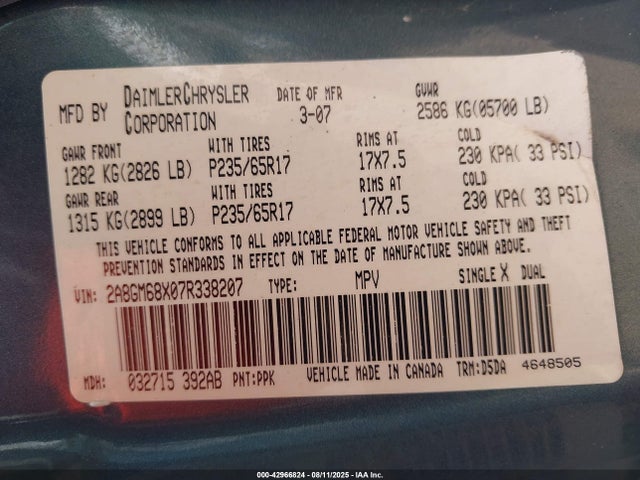 MFD BY DAIMLERCHRYSLER CORPORATION DATE OF MFR 3-07 GVWR 2586 KG(05700 LB)
GAWR FRONT WITH TIRES RIMS AT COLD
1282 KG(2826 LB) P235/65R17 17X7.5 230 KPA( 33 PSI)
GAWR REAR WITH TIRES RIMS AT COLD
1315 KG(2899 LB) P235/65R17 17X7.5 230 KPA( 33 PSI)
THIS VEHICLE CONFORMS TO ALL APPLICABLE FEDERAL MOTOR VEHICLE SAFETY AND THEFT
PREVENTION STANDARDS IN EFFECT ON THE DATE OF MANUFACTURE SHOWN ABOVE.
VIN: 2A8GM68X07R338207 TYPE: MPV SINGLE X DUAL
MDH: 032715 392AB PNT:PPK VEHICLE MADE IN CANADA TRM:D5DA 4648505
000-42966824 - 08/11/2025 - IAA Inc.